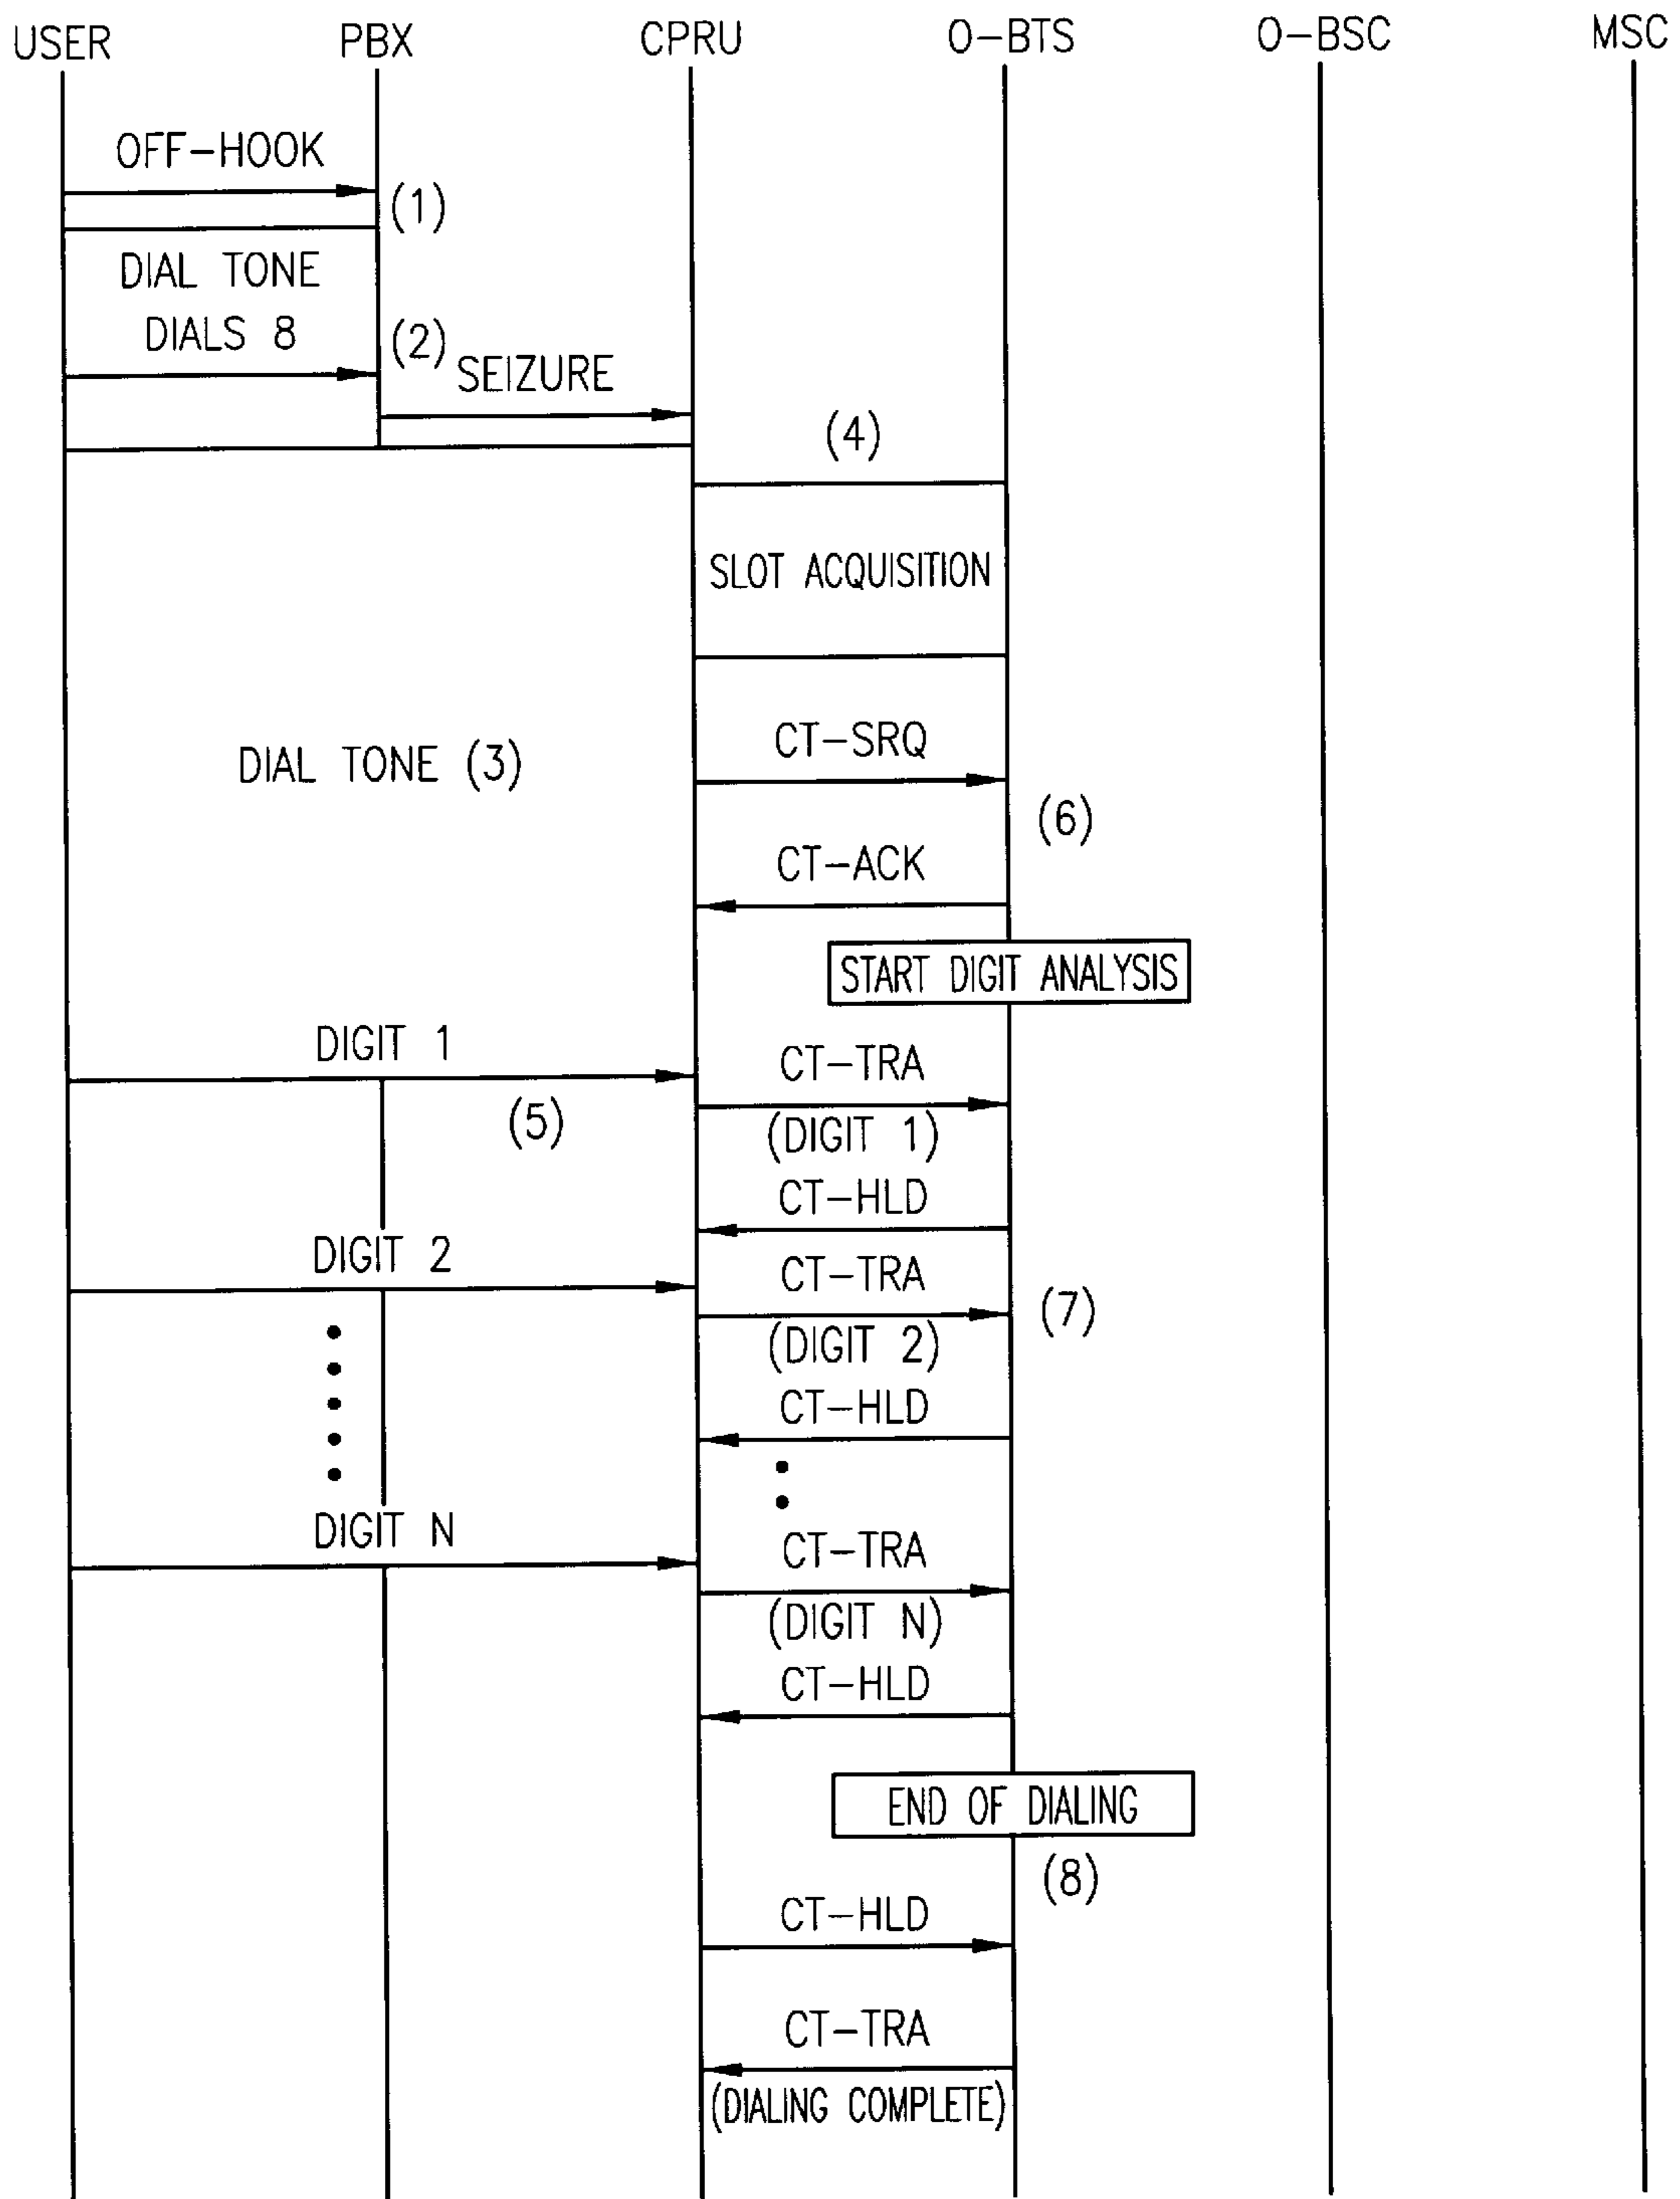 USER PBX CPRU O-BTS O-BSC MSC
OFF-HOOK
(1)
DIAL TONE
DIALS 8
(2)
SEIZURE
(4)
SLOT ACQUISITION
CT-SRQ
DIAL TONE (3)
(6)
CT-ACK
START DIGIT ANALYSIS
DIGIT 1
CT-TRA
(5)
(DIGIT 1)
CT-HLD
DIGIT 2
CT-TRA
(7)
(DIGIT 2)
CT-HLD
DIGIT N
CT-TRA
(DIGIT N)
CT-HLD
END OF DIALING
(8)
CT-HLD
CT-TRA
(DIALING COMPLETE)